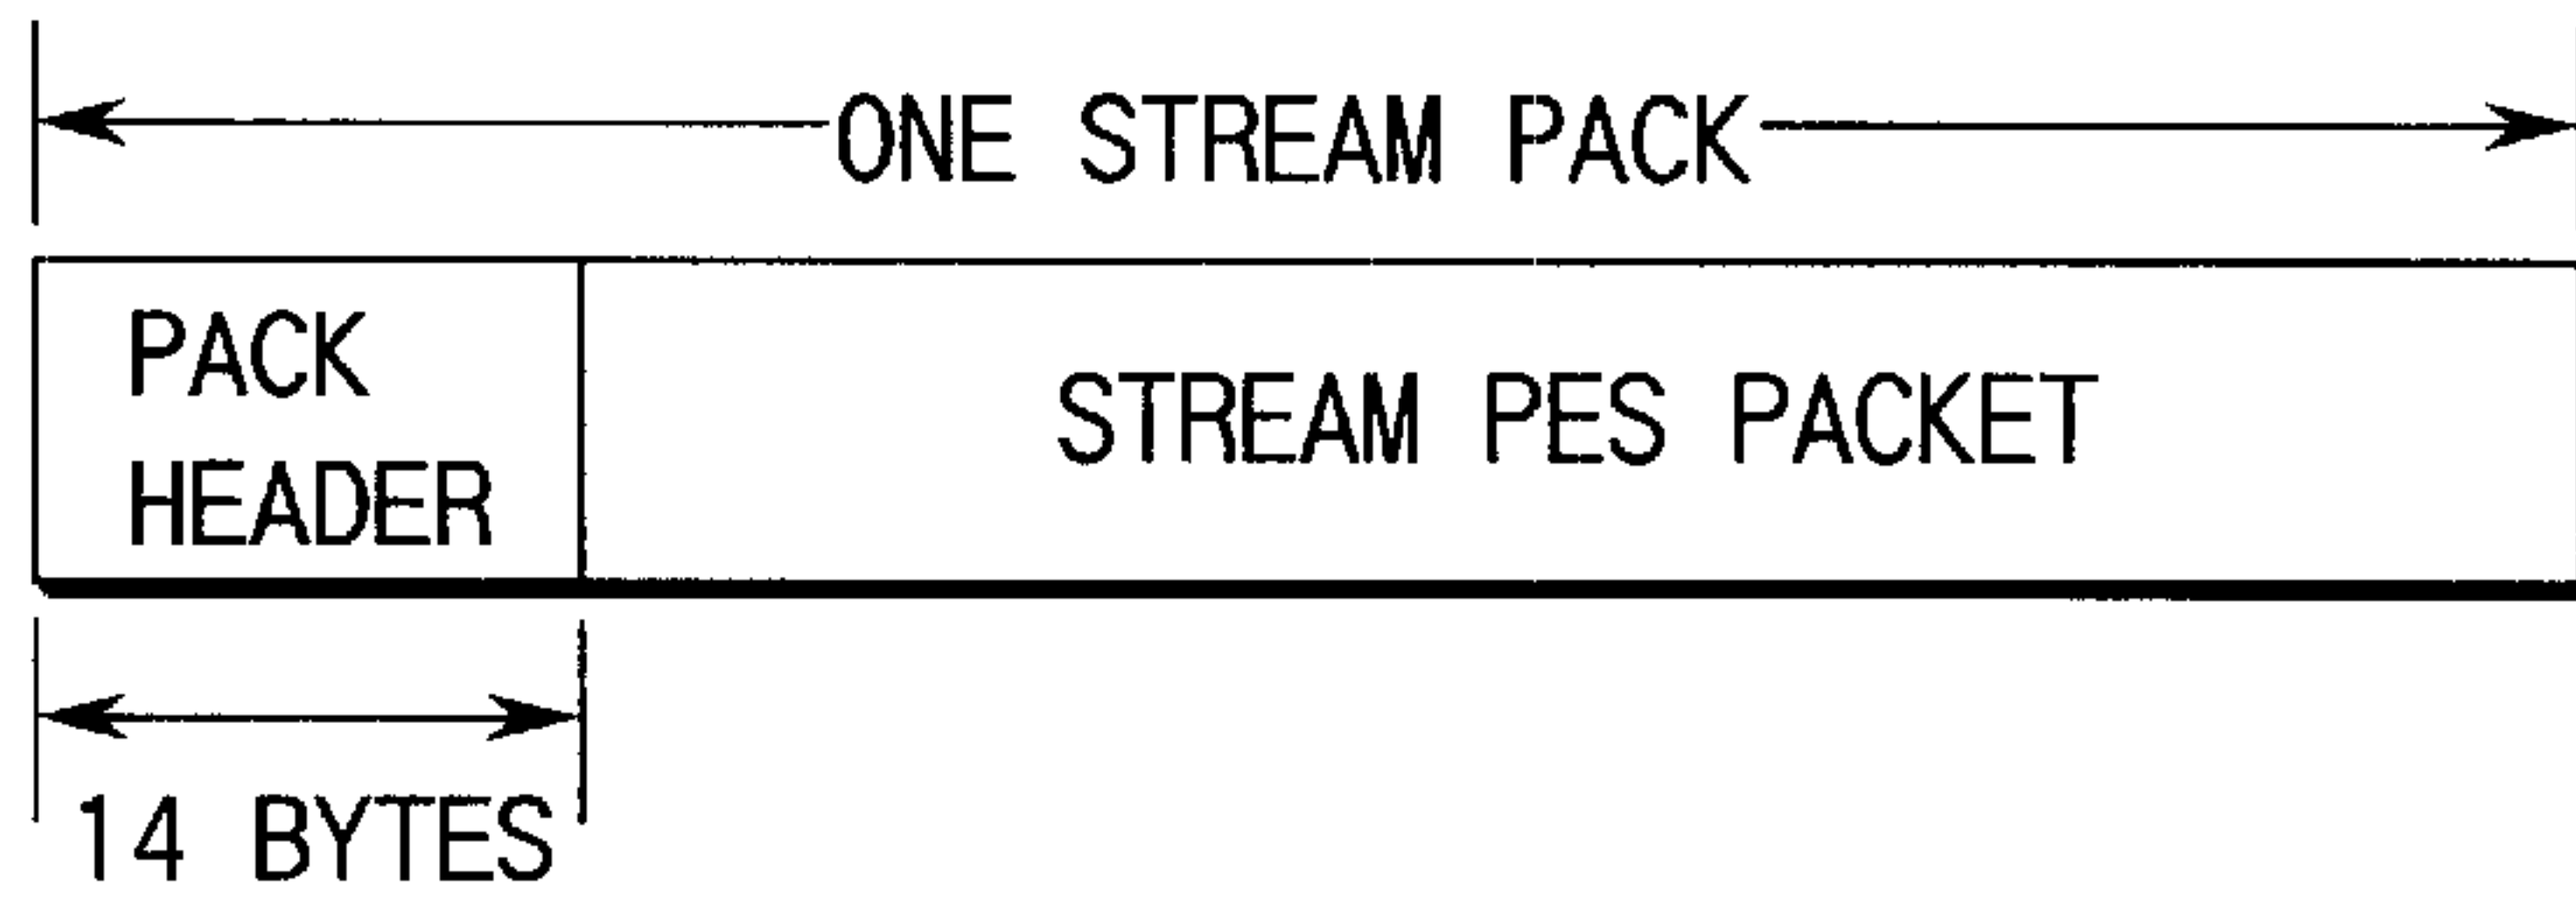 ONE STREAM PACK
PACK
HEADER
STREAM PES PACKET
14 BYTES